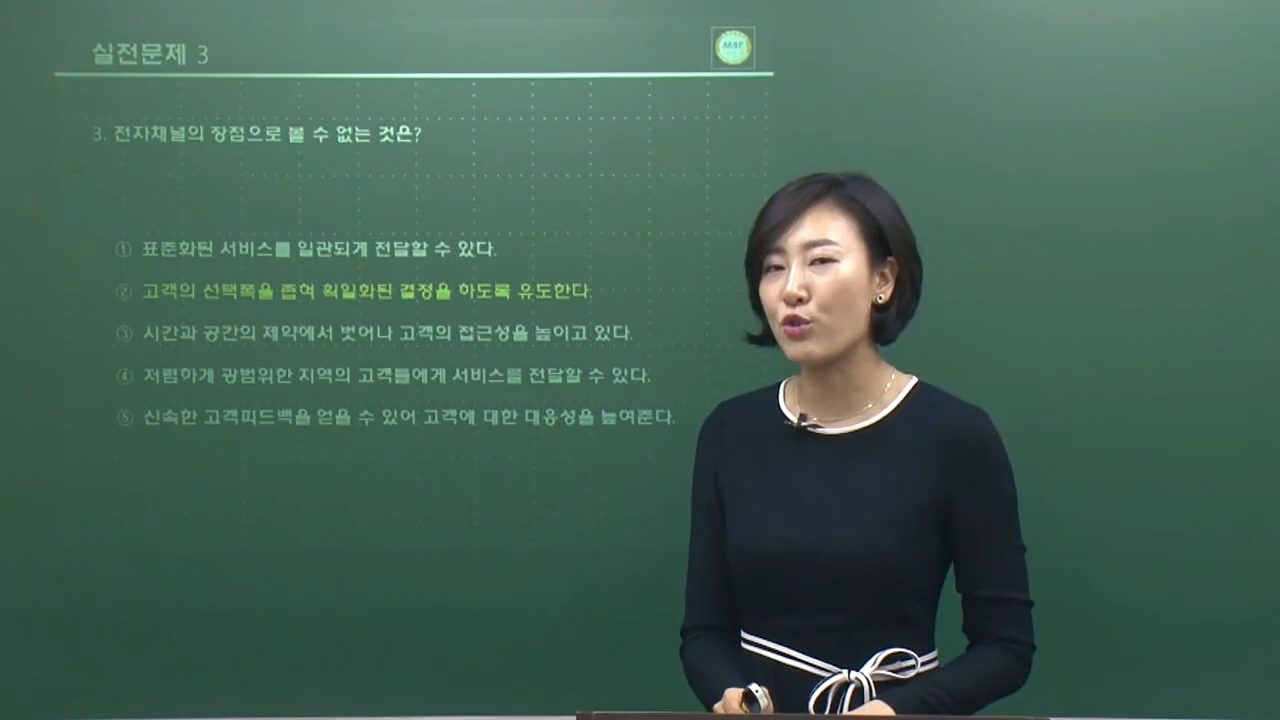 실전문제 3
MAT
3. 전자채널의 장점으로 볼 수 없는 것은?
① 표준화된 서비스를 일관되게 전달할 수 있다.
② 고객의 선택폭을 좁혀 획일화된 결정을 하도록 유도한다.
③ 시간과 공간의 제약에서 벗어나 고객의 접근성을 높이고 있다.
④ 저렴하게 광범위한 지역의 고객들에게 서비스를 전달할 수 있다.
⑤ 신속한 고객피드백을 얻을 수 있어 고객에 대한 대응성을 높여준다.